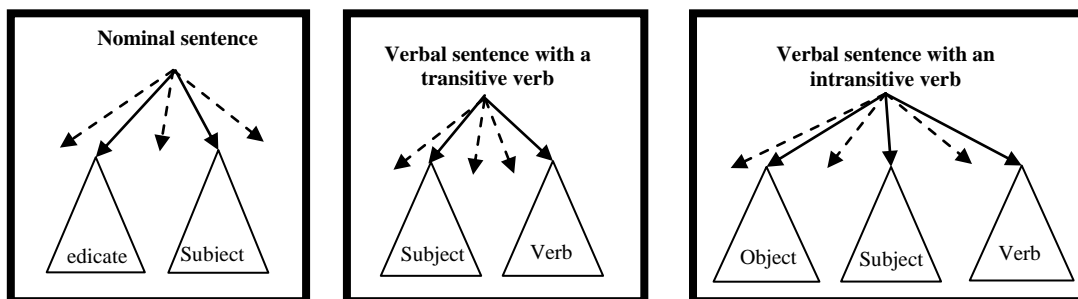 Nominal sentence
edicate
Subject
Verbal sentence with a
transitive verb
Subject
Verb
Verbal sentence with an
intransitive verb
Object
Subject
Verb